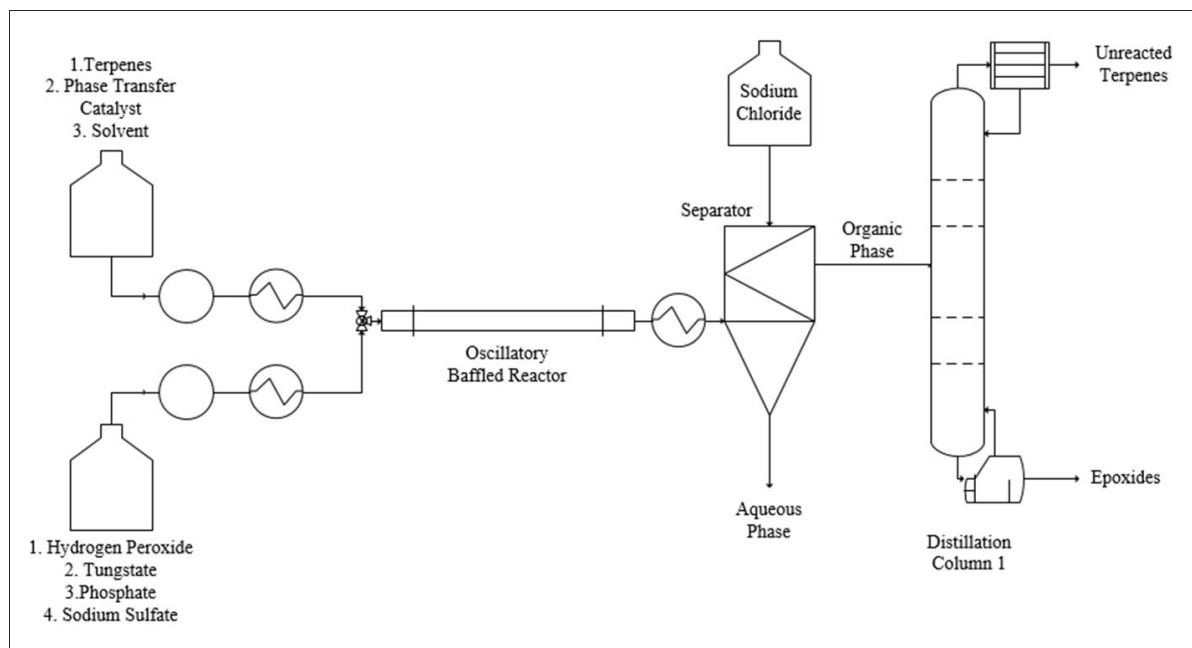 1.Terpenes
2. Phase Transfer
Catalyst
3. Solvent
1. Hydrogen Peroxide
2. Tungstate
3.Phosphate
4. Sodium Sulfate
Oscillatory
Baffled Reactor
Sodium
Chloride
Separator
Organic
Phase
Aqueous
Phase
Unreacted
Terpenes
Epoxides
Distillation
Column 1